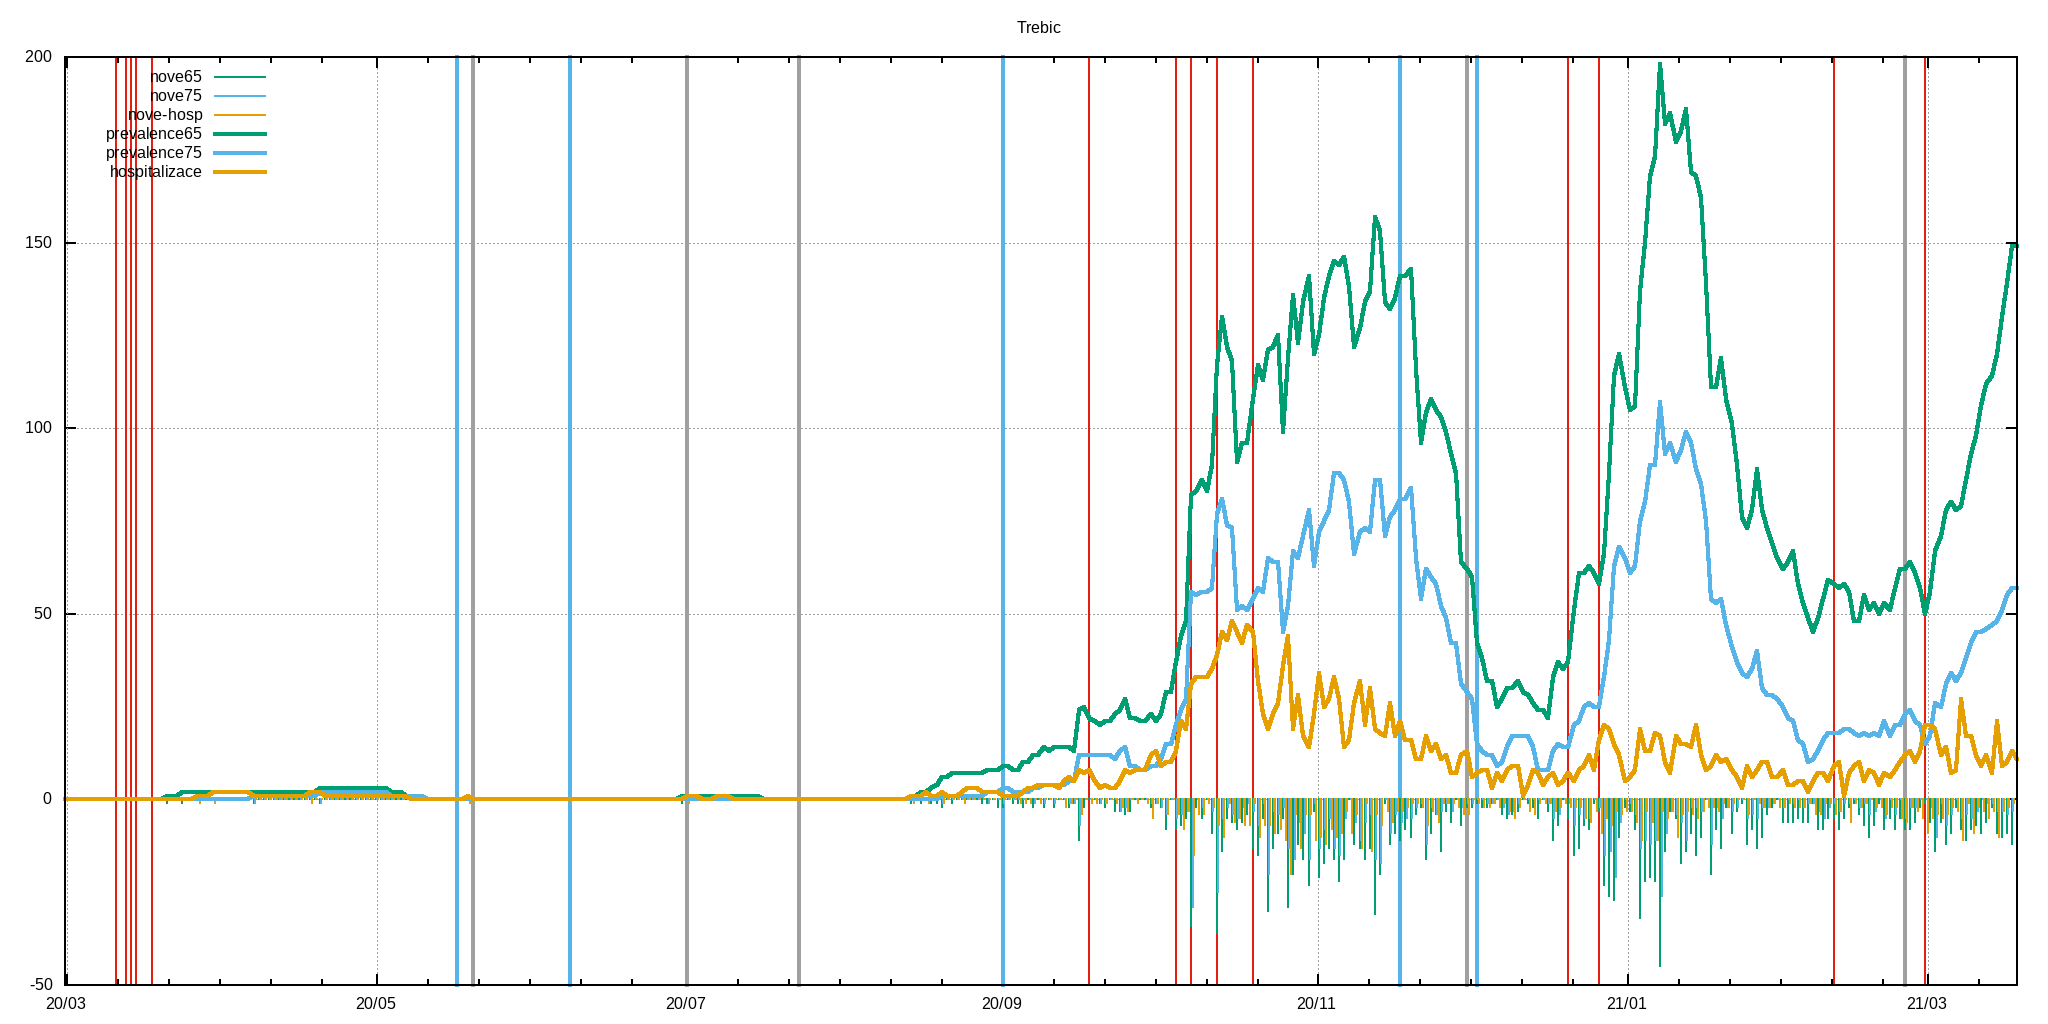 Trebic
200
150
100
50
0
-50
nove65
nove75
nove-hosp
prevalence65
prevalence75
hospitalizace
20/03 20/05 20/07 20/09 20/11 21/01 21/03